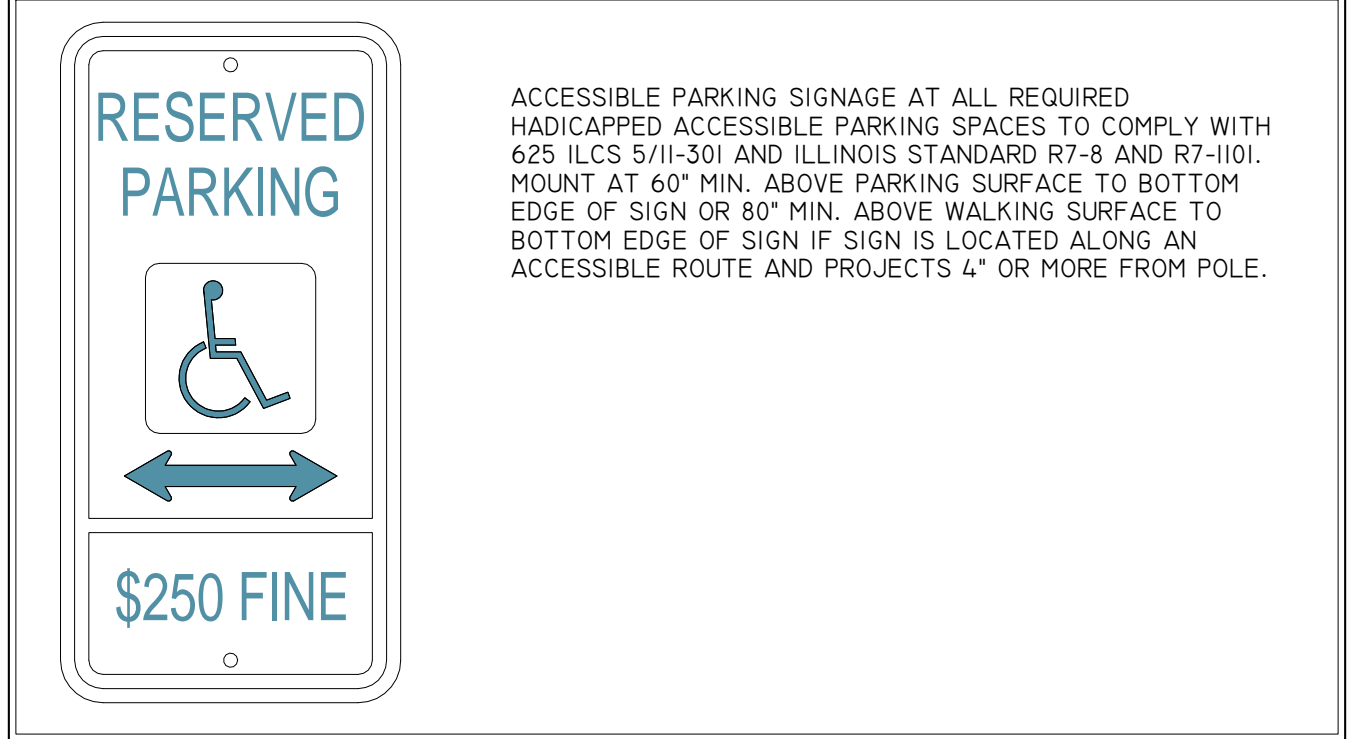 RESERVED
PARKING
$250 FINE
ACCESSIBLE PARKING SIGNAGE AT ALL REQUIRED
HADICAPPED ACCESSIBLE PARKING SPACES TO COMPLY WITH
625 ILCS 5/11-301 AND ILLINOIS STANDARD R7-8 AND R7-1101.
MOUNT AT 60" MIN. ABOVE PARKING SURFACE TO BOTTOM
EDGE OF SIGN OR 80" MIN. ABOVE WALKING SURFACE TO
BOTTOM EDGE OF SIGN IF SIGN IS LOCATED ALONG AN
ACCESSIBLE ROUTE AND PROJECTS 4" OR MORE FROM POLE.